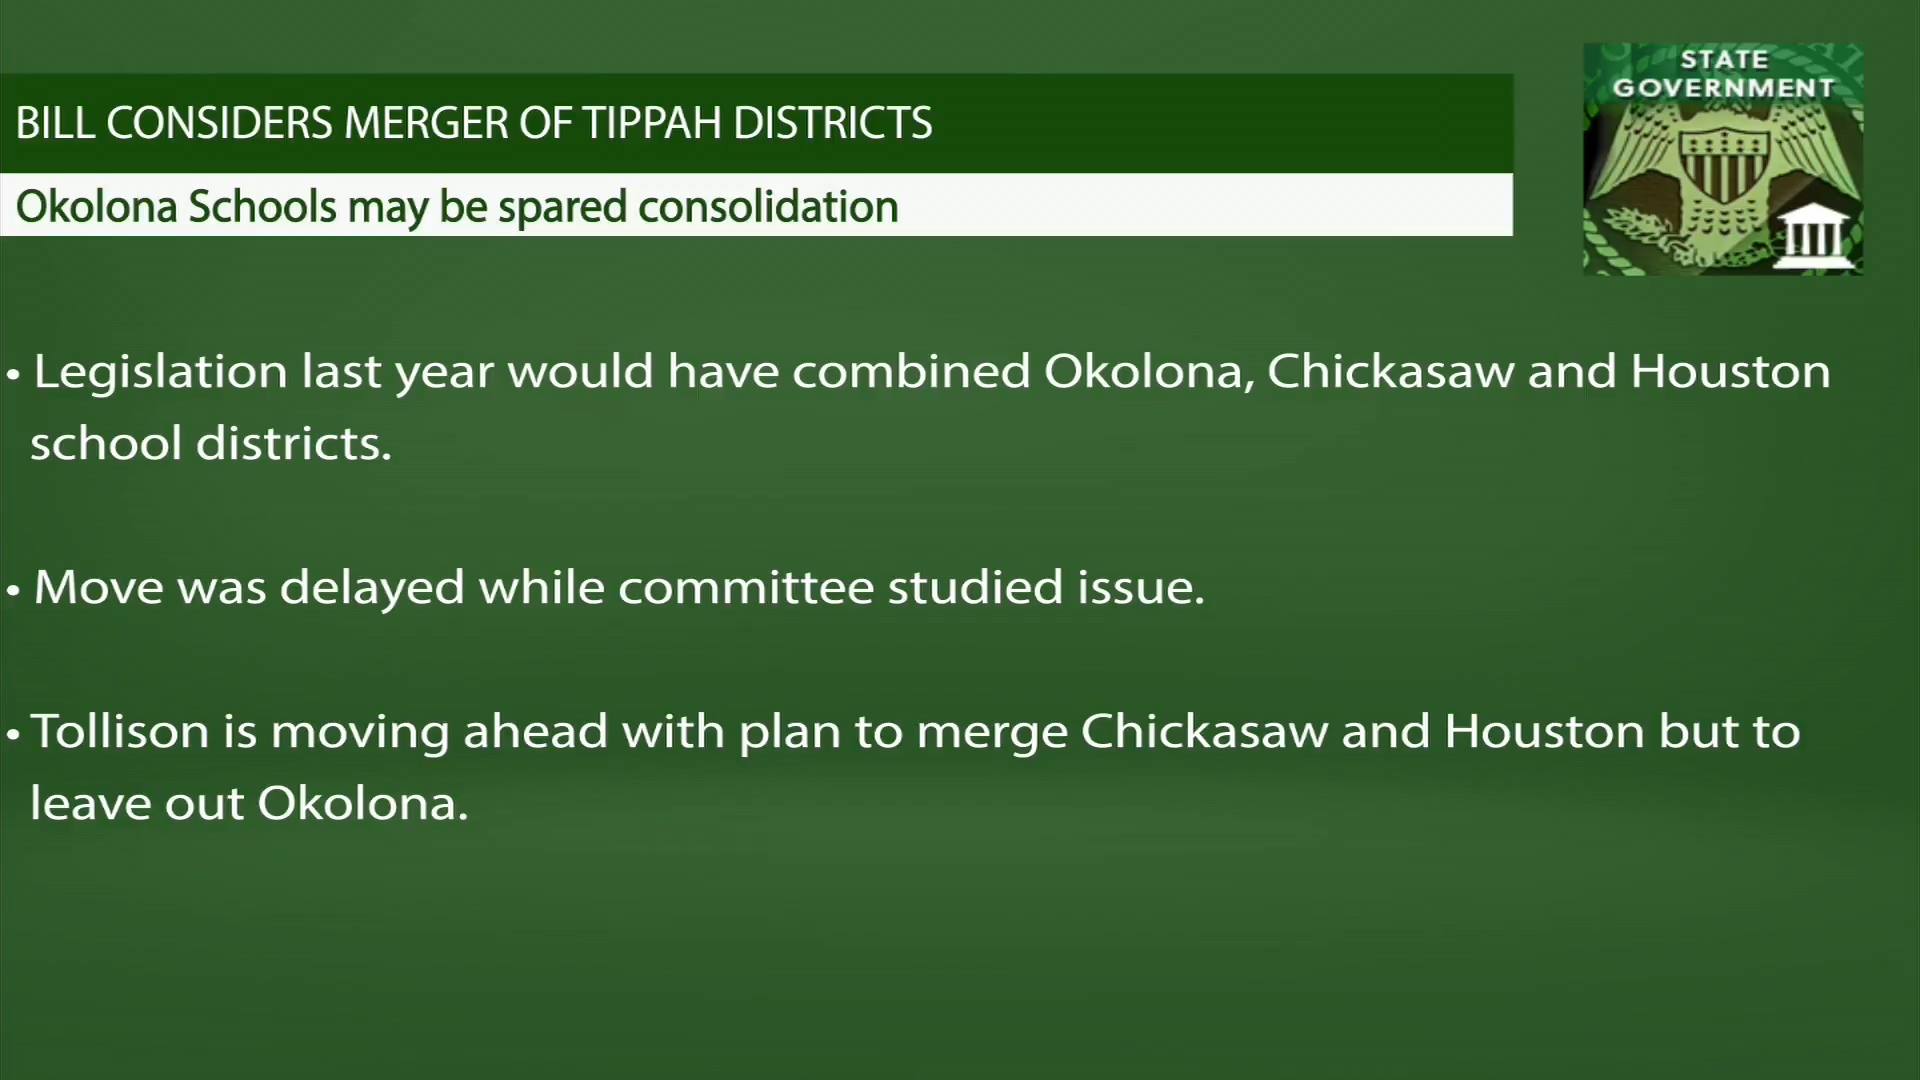 STATE
GOVERNMENT
BILL CONSIDERS MERGER OF TIPPAH DISTRICTS
Okolona Schools may be spared consolidation
• Legislation last year would have combined Okolona, Chickasaw and Houston
school districts.
• Move was delayed while committee studied issue.
• Tollison is moving ahead with plan to merge Chickasaw and Houston but to
leave out Okolona.